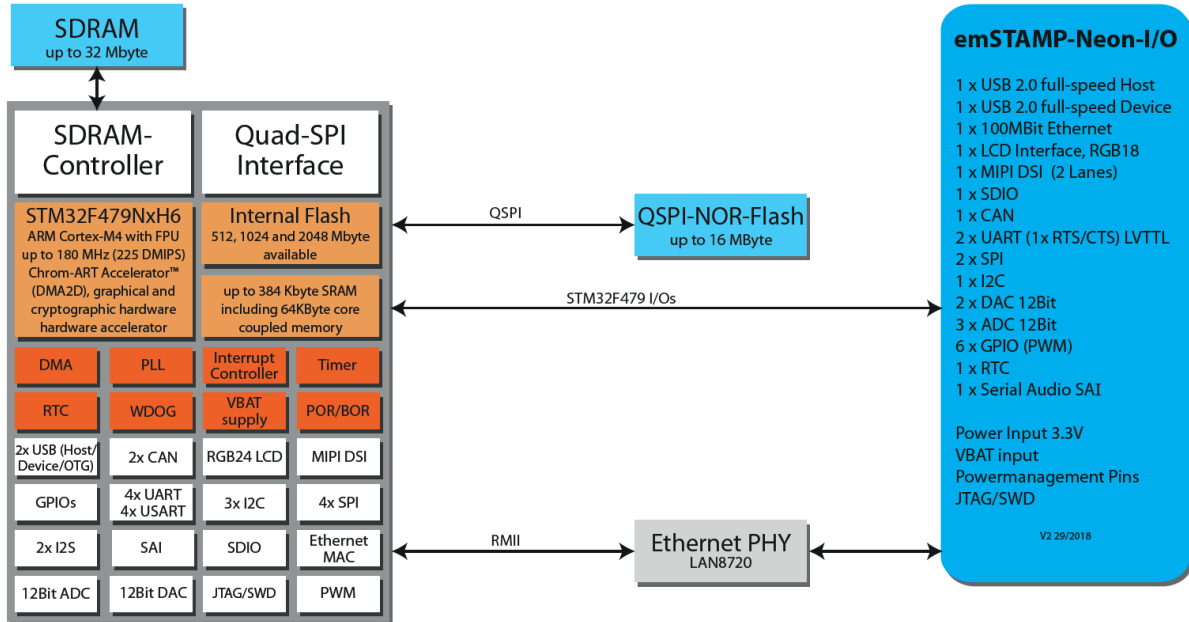 SDRAM
up to 32 Mbyte
SDRAM-
Controller
Quad-SPI
Interface
STM32F479NxH6
ARM Cortex-M4 with FPU
up to 180 MHz (225 DMIPS)
Chrom-ART Accelerator™
(DMA2D), graphical and
cryptographic hardware
hardware accelerator
Internal Flash
512, 1024 and 2048 Mbyte
available
up to 384 Kbyte SRAM
including 64KByte core
coupled memory
DMA
PLL
Interrupt
Controller
Timer
RTC
WDOG
VBAT
supply
POR/BOR
2x USB (Host/
Device/OTG)
2x CAN
RGB24 LCD
MIPI DSI
GPIOs
4x UART
4x USART
3x I2C
4x SPI
2x I2S
SAI
SDIO
Ethernet
MAC
12Bit ADC
12Bit DAC
JTAG/SWD
PWM
QSPI
QSPI-NOR-Flash
up to 16 MByte
STM32F479 I/Os
RMII
Ethernet PHY
LAN8720
emSTAMP-Neon-I/O
1 x USB 2.0 full-speed Host
1 x USB 2.0 full-speed Device
1 x 100MBit Ethernet
1 x LCD Interface, RGB18
1 x MIPI DSI (2 Lanes)
1 x SDIO
1 x CAN
2 x UART (1x RTS/CTS) LVTTL
2 x SPI
1 x I2C
2 x DAC 12Bit
3 x ADC 12Bit
6 x GPIO (PWM)
1 x RTC
1 x Serial Audio SAI
Power Input 3.3V
VBAT input
Powermanagement Pins
JTAG/SWD
V2 29/2018